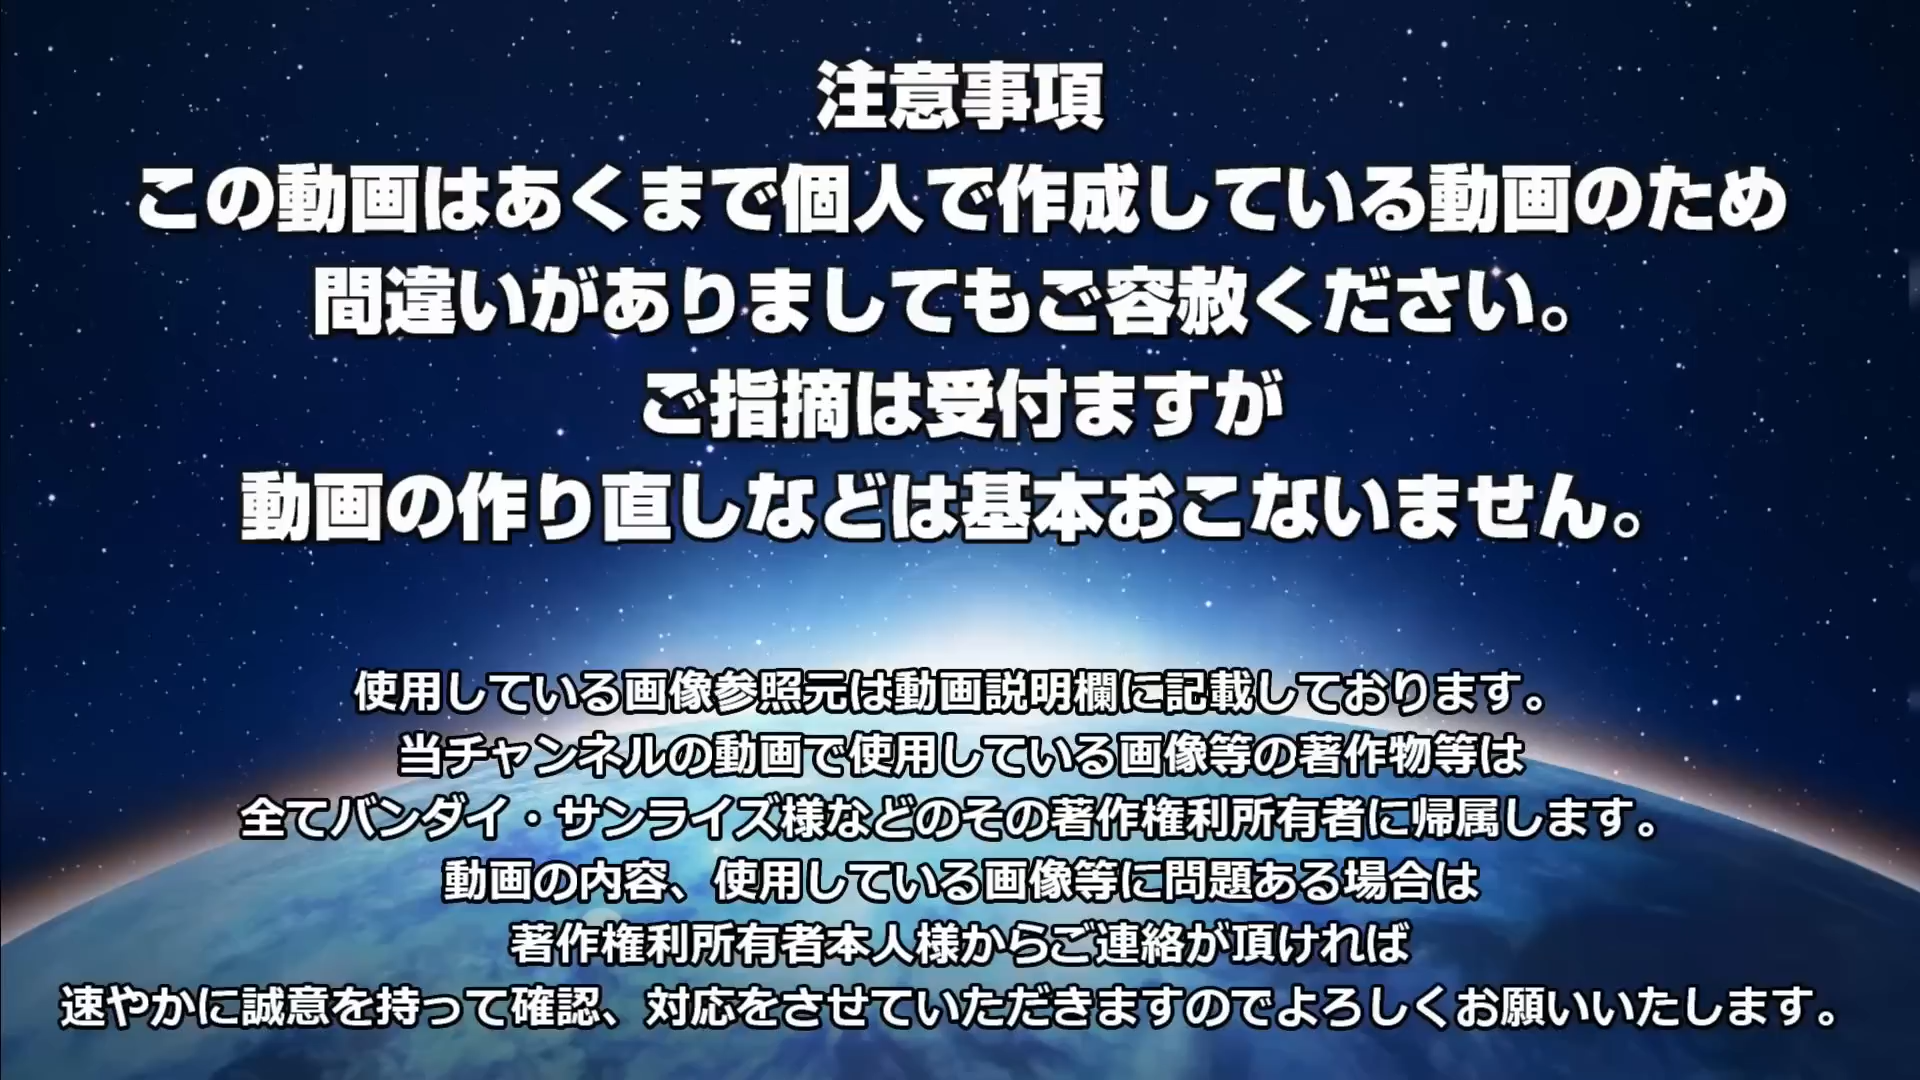 注意事項
この動画はあくまで個人で作成している動画のため
間違いがありましてもご容赦ください。
ご指摘は受付ますが
動画の作り直しなどは基本おこないません。
使用している画像参照元は動画説明欄に記載しております。
当チャンネルの動画で使用している画像等の著作物等は
全てバンダイ・サンライズ様などのその著作権利所有者に帰属します。
動画の内容、使用している画像等に問題ある場合は
著作権利所有者本人様からご連絡が頂ければ
速やかに誠意を持って確認、対応をさせていただきますのでよろしくお願いいたします。